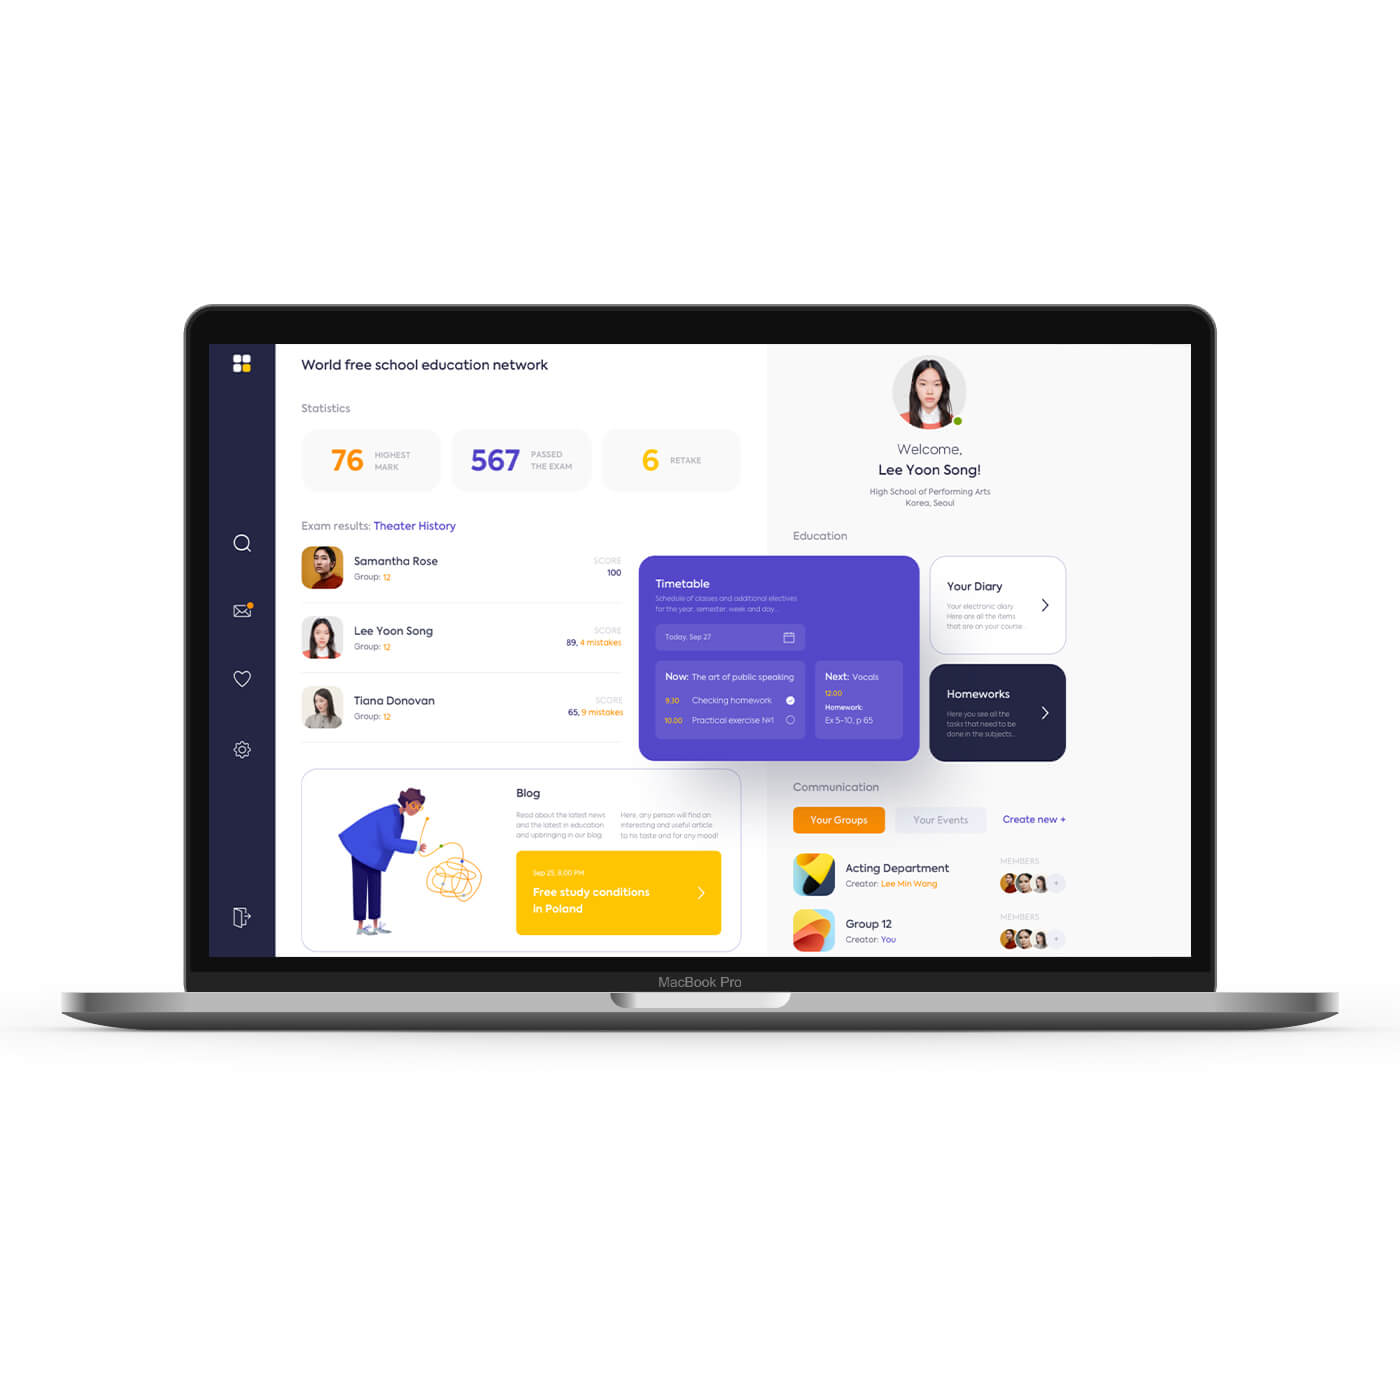 World free school education network
Statistics
76 HIGHEST
MARK
567 PASSED
THE EXAM
6 RETAKE
Exam results: Theater History
Samantha Rose
Group: 12
SCORE
100
Lee Yoon Song
Group: 12
SCORE
89, 4 mistakes
Tiana Donovan
Group: 12
SCORE
65, 9 mistakes
Blog
Read about the latest news
and the latest in education
and upbringing in our blog.
Here, any person will find an
interesting and useful article
to his taste and for any mood!
Sep 25, 8.00 PM
Free study conditions
in Poland
Welcome,
Lee Yoon Song!
High School of Performing Arts
Korea, Seoul
Education
Timetable
Schedule of classes and additional electives
for the year, semester, week and day...
Today, Sep 27
Now: The art of public speaking
9.30 Checking homework
10.00 Practical exercise №1
Next: Vocals
12.00
Homework:
Ex 5-10, p 65
Your Diary
Your electronic diary
Here are all the items
that are on your course...
Homeworks
Here you see all the
tasks that need to be
done in the subjects...
Communication
Your Groups
Your Events
Create new +
Acting Department
Creator: Lee Min Wang
MEMBERS
+
Group 12
Creator: You
MEMBERS
+
MacBook Pro